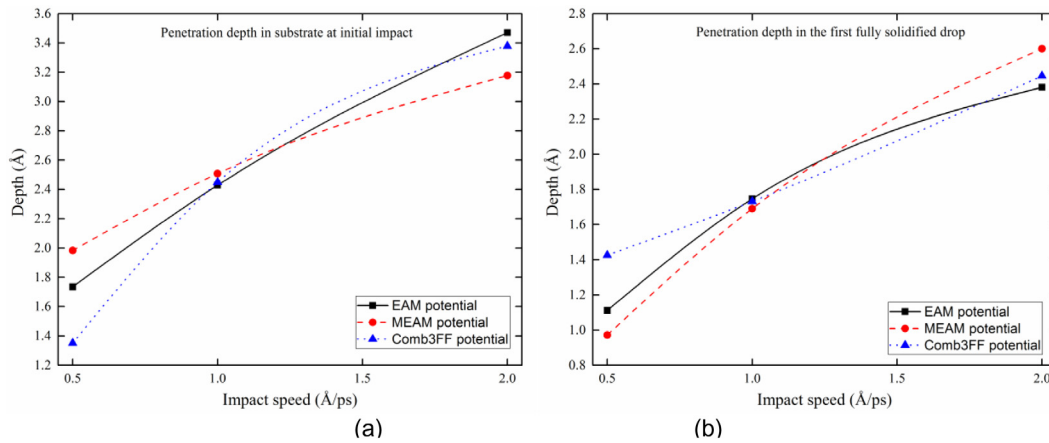 Penetration depth in substrate at initial impact
Depth (Å)
3.6
3.4
3.2
3.0
2.8
2.6
2.4
2.2
2.0
1.8
1.6
1.4
1.2
EAM potential
MEAM potential
Comb3FF potential
0.5
1.0
1.5
2.0
Impact speed (Å/ps)
(a)
Penetration depth in the first fully solidified drop
Depth (Å)
2.8
2.6
2.4
2.2
2.0
1.8
1.6
1.4
1.2
1.0
0.8
EAM potential
MEAM potential
Comb3FF potential
0.5
1.0
1.5
2.0
Impact speed (Å/ps)
(b)